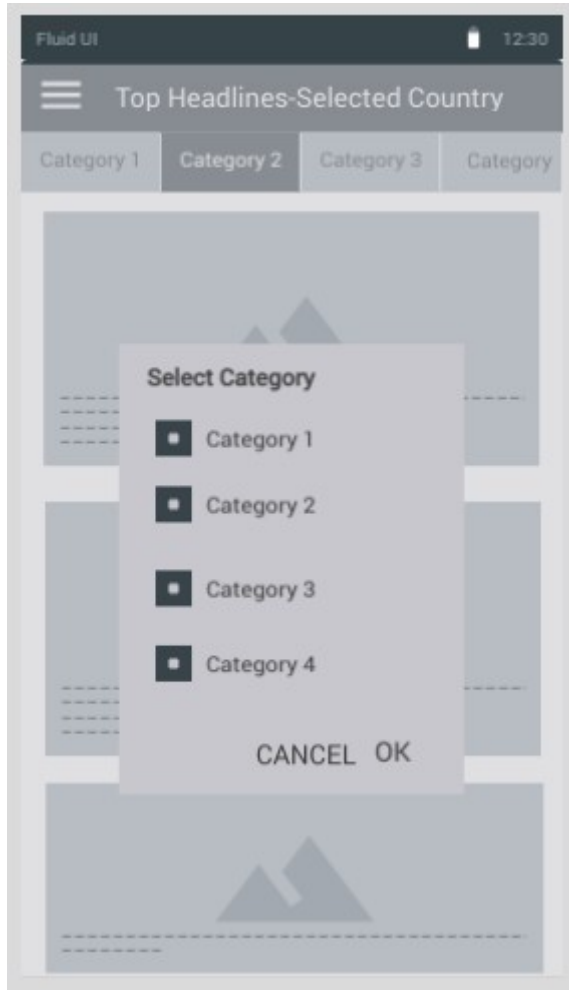 Fluid UI 12:30
Top Headlines-Selected Country
Category 1 Category 2 Category 3 Category
Select Category
Category 1
Category 2
Category 3
Category 4
CANCEL OK